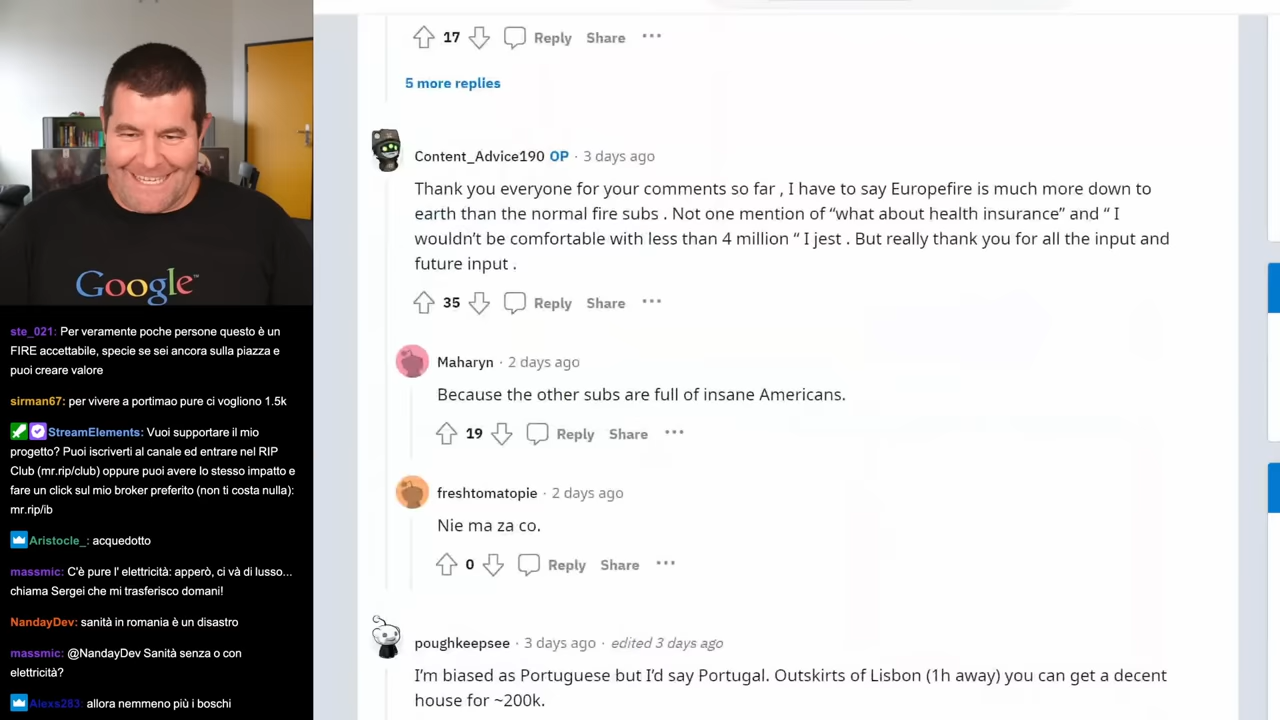 Google™
ste_021: Per veramente poche persone questo è un
FIRE accettabile, specie se sei ancora sulla piazza e
puoi creare valore
sirman67: per vivere a portimao pure ci vogliono 1.5k
StreamElements: Vuoi supportare il mio
progetto? Puoi iscriverti al canale ed entrare nel RIP
Club (mr.rip/club) oppure puoi avere lo stesso impatto e
fare un click sul mio broker preferito (non ti costa nulla):
mr.rip/ib
Aristocle_: acquedotto
massmic: C'è pure l' elettricità: apperò, ci và di lusso...
chiama Sergei che mi trasferisco domani!
NandayDev: sanità in romania è un disastro
massmic: @NandayDev Sanità senza o con
elettricità?
Alexs283: allora nemmeno più i boschi
17 Reply Share ...
5 more replies
Content_Advice190 OP · 3 days ago
Thank you everyone for your comments so far , I have to say Europefire is much more down to
earth than the normal fire subs . Not one mention of “what about health insurance” and “ I
wouldn’t be comfortable with less than 4 million “ I jest . But really thank you for all the input and
future input .
35 Reply Share ...
Maharyn · 2 days ago
Because the other subs are full of insane Americans.
19 Reply Share ...
freshtomatopie · 2 days ago
Nie ma za co.
0 Reply Share ...
poughkeepsee · 3 days ago · edited 3 days ago
I’m biased as Portuguese but I’d say Portugal. Outskirts of Lisbon (1h away) you can get a decent
house for ~200k.